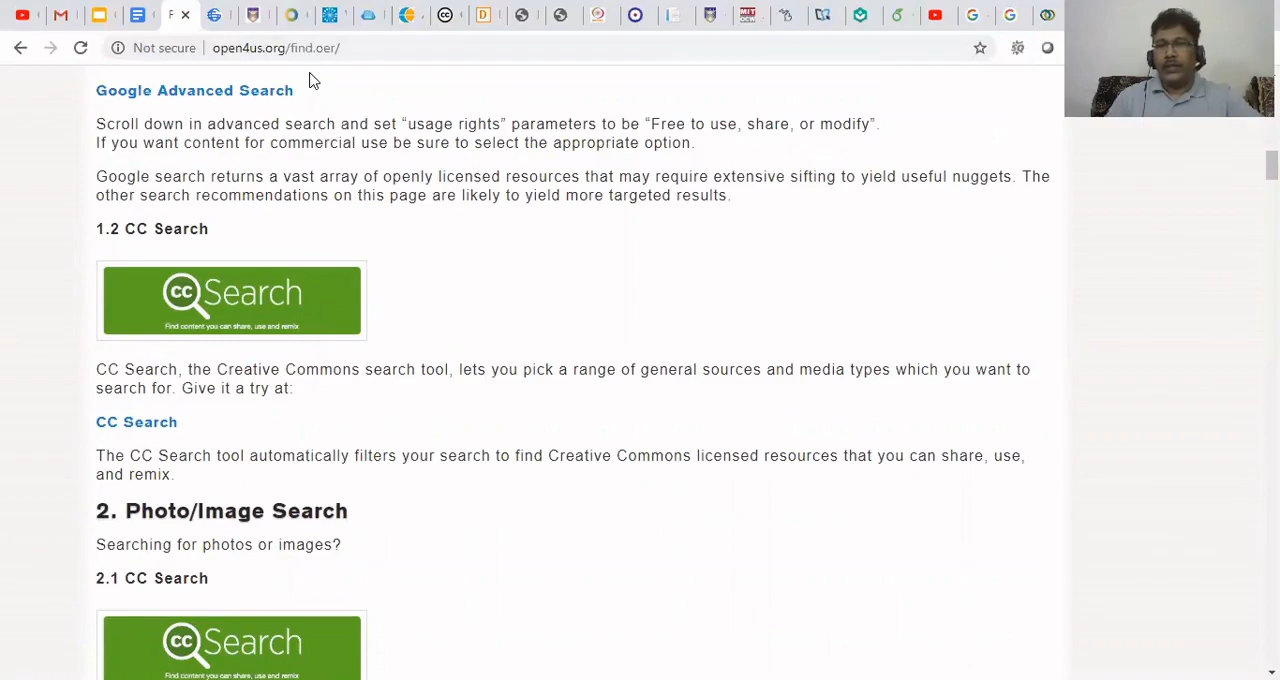 F
Not secure
open4us.org/find.oer/
Google Advanced Search
Scroll down in advanced search and set “usage rights” parameters to be “Free to use, share, or modify”.
If you want content for commercial use be sure to select the appropriate option.
Google search returns a vast array of openly licensed resources that may require extensive sifting to yield useful nuggets. The
other search recommendations on this page are likely to yield more targeted results.
1.2 CC Search
cc Search
Find content you can share, use and remix
CC Search, the Creative Commons search tool, lets you pick a range of general sources and media types which you want to
search for. Give it a try at:
CC Search
The CC Search tool automatically filters your search to find Creative Commons licensed resources that you can share, use,
and remix.
2. Photo/Image Search
Searching for photos or images?
2.1 CC Search
cc Search
Find content you can share, use and remix